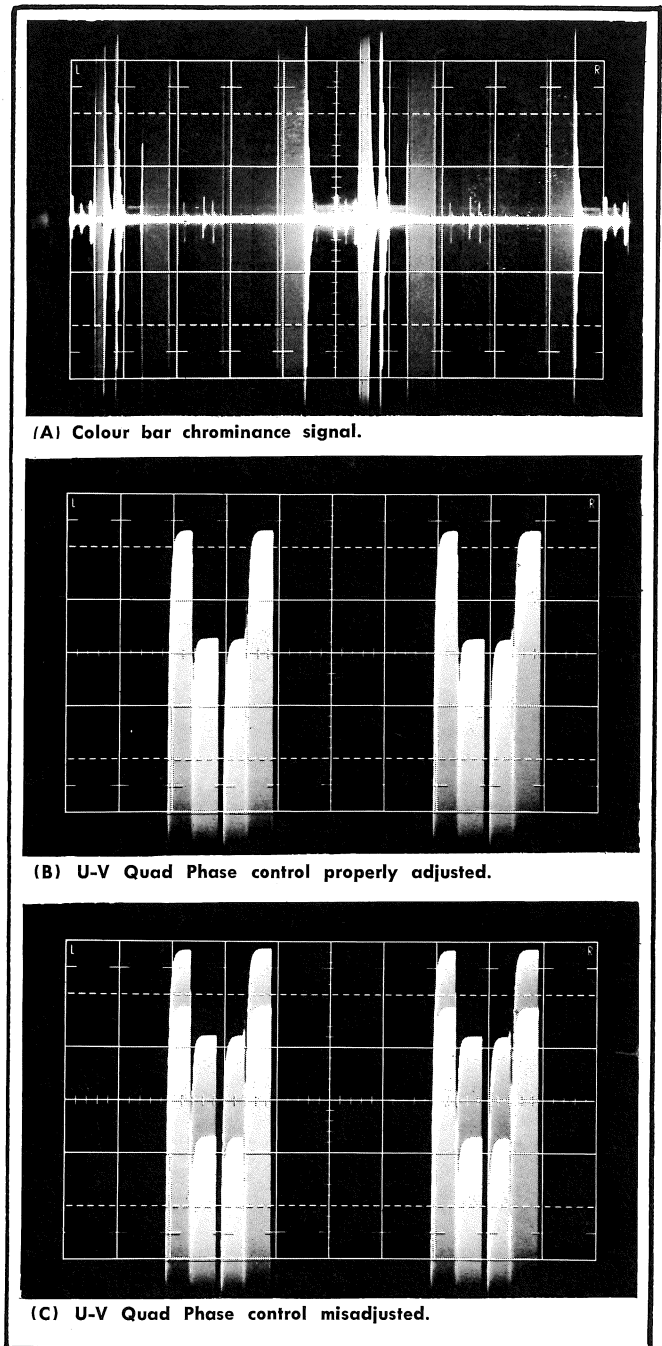 L R
(A) Colour bar chrominance signal.
L R
(B) U-V Quad Phase control properly adjusted.
L R
(C) U-V Quad Phase control misadjusted.